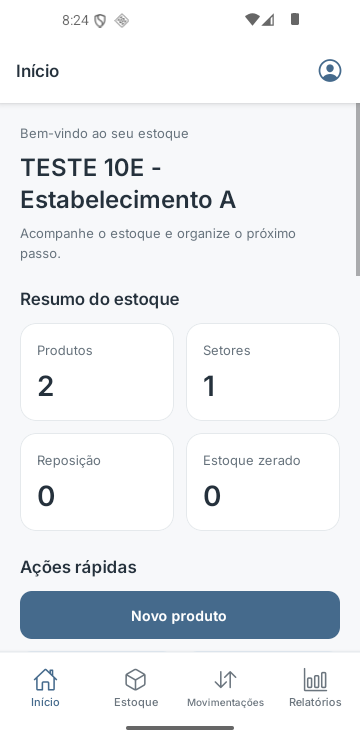 8:24
Início
Bem-vindo ao seu estoque
TESTE 10E -
Estabelecimento A
Acompanhe o estoque e organize o próximo
passo.
Resumo do estoque
Produtos
Setores
2
1
Reposição
Estoque zerado
0
0
Ações rápidas
Novo produto
Início
Estoque
Movimentações
Relatórios